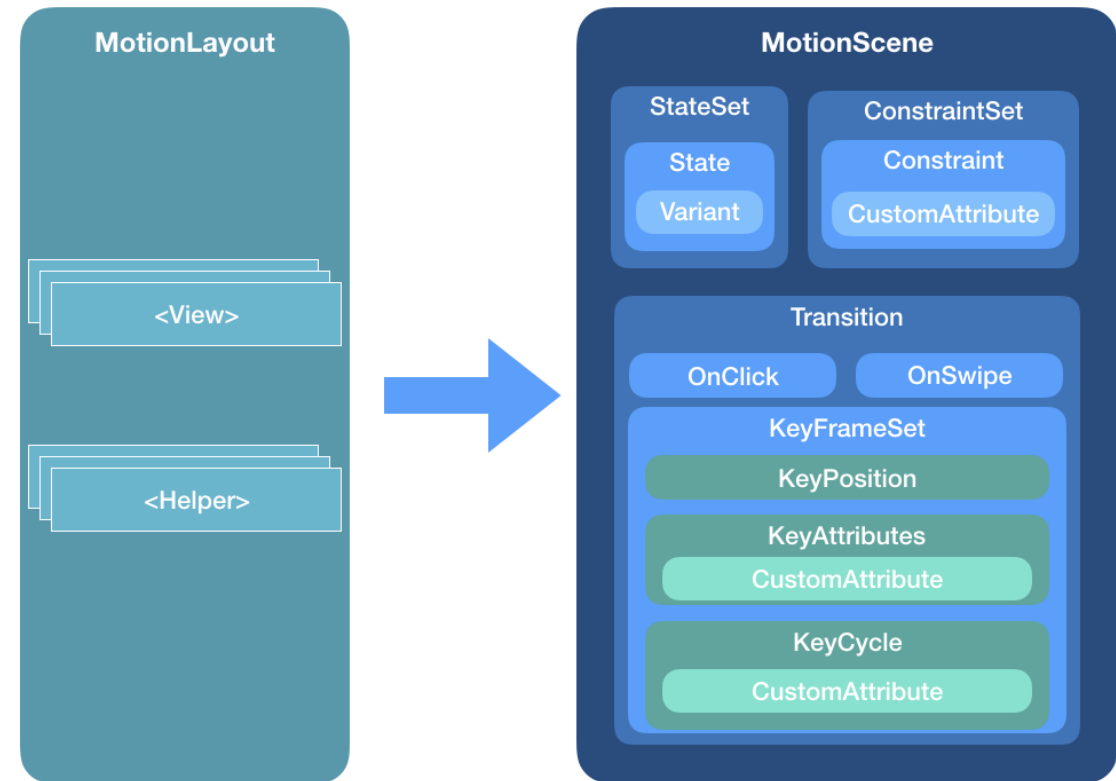 MotionLayout
<View>
<Helper>
MotionScene
StateSet
State
Variant
ConstraintSet
Constraint
CustomAttribute
Transition
OnClick
OnSwipe
KeyFrameSet
KeyPosition
KeyAttributes
CustomAttribute
KeyCycle
CustomAttribute